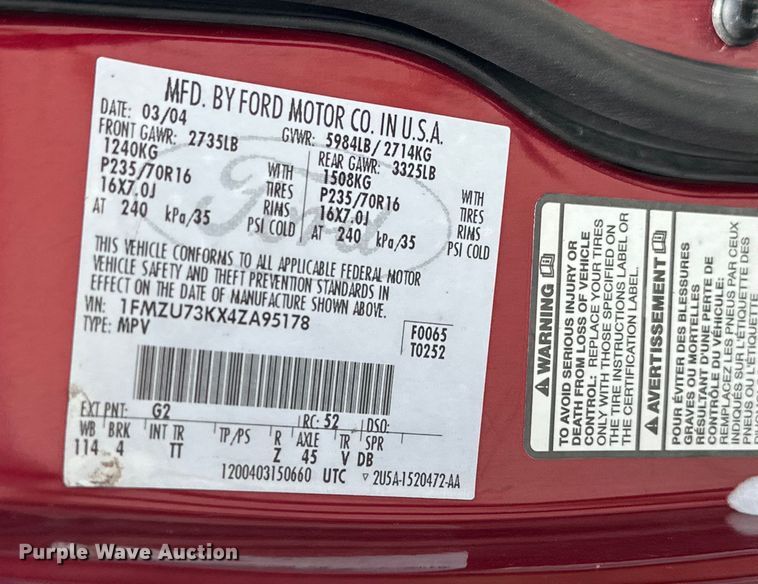 MFD. BY FORD MOTOR CO. IN U.S.A.
DATE: 03/04 GVWR: 5984LB/2714KG
FRONT GAWR: 2735LB REAR GAWR: 3325LB
1240KG WITH 1508KG WITH
P235/70R16 TIRES P235/70R16 TIRES
16X7.0J RIMS 16X7.0J RIMS
AT 240 kPa/35 PSI COLD AT 240 kPa/35 PSI COLD
Ford
THIS VEHICLE CONFORMS TO ALL APPLICABLE FEDERAL MOTOR
VEHICLE SAFETY AND THEFT PREVENTION STANDARDS IN
EFFECT ON THE DATE OF MANUFACTURE SHOWN ABOVE.
VIN: 1FMZU73KX4ZA95178
TYPE: MPV
F0065
T0252
EXT PNT: G2 RC: 52 DSO:
WB BRK INT TR TP/PS R AXLE TR SPR
114 4 TT Z 45 V DB
1200403150660 UTC 2U5A-1520472-AA
WARNING
TO AVOID SERIOUS INJURY OR
DEATH FROM LOSS OF VEHICLE
CONTROL: REPLACE YOUR TIRES
ONLY WITH THOSE SPECIFIED ON
THE TIRE INSTRUCTIONS LABEL OR
THE CERTIFICATION LABEL.
AVERTISSEMENT
POUR ÉVITER DES BLESSURES
GRAVES OU MORTELLES
RÉSULTANT D'UNE PERTE DE
CONTRÔLE DU VÉHICULE:
REMPLACEZ LES PNEUS PAR CEUX
INDIQUÉS SUR L'ÉTIQUETTE DES
PNEUS OU L'ÉTIQUETTE
Purple Wave Auction